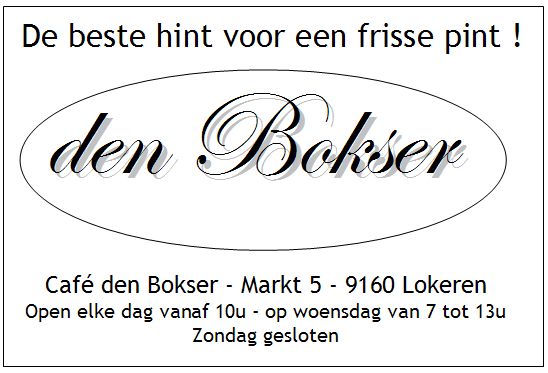 De beste hint voor een frisse pint !
den Bokser
Café den Bokser - Markt 5 - 9160 Lokeren
Open elke dag vanaf 10u - op woensdag van 7 tot 13u
Zondag gesloten